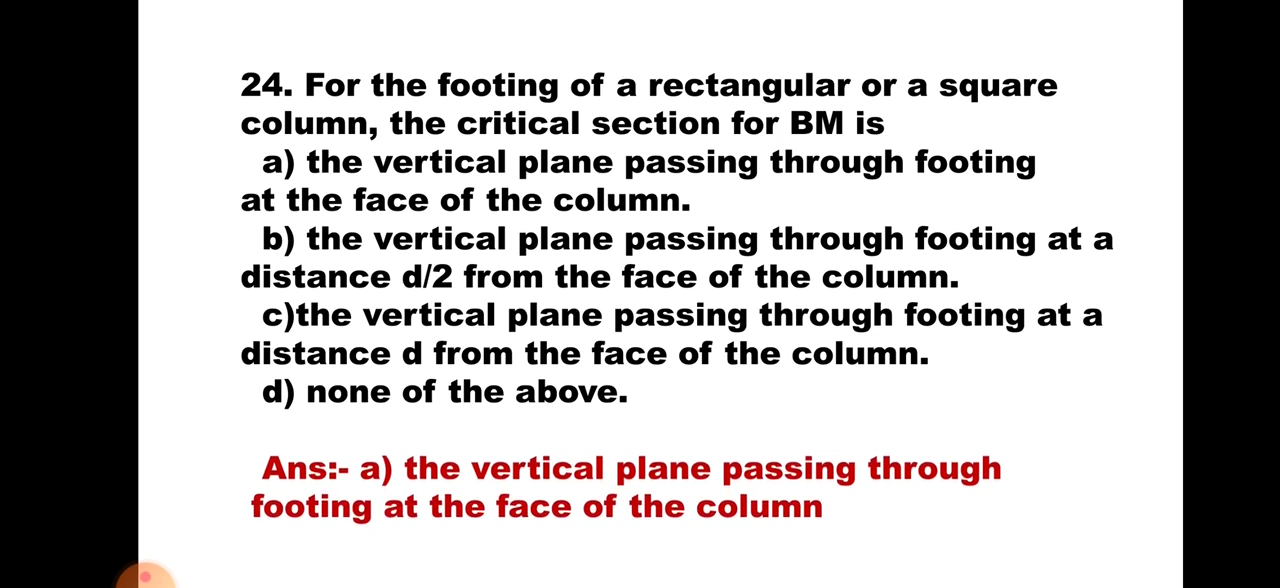 24. For the footing of a rectangular or a square
column, the critical section for BM is
a) the vertical plane passing through footing
at the face of the column.
b) the vertical plane passing through footing at a
distance d/2 from the face of the column.
c)the vertical plane passing through footing at a
distance d from the face of the column.
d) none of the above.
Ans:- a) the vertical plane passing through
footing at the face of the column